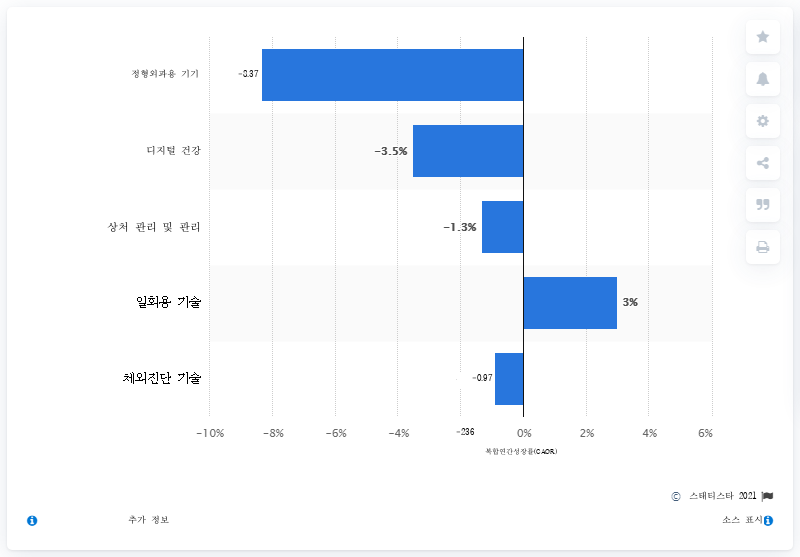 정형외과용 기기
-8.37
디지털 건강
-3.5%
상처 관리 및 관리
-1.3%
일회용 기술
3%
체외진단 기술
-0.97
-10% -8% -6% -4% -236 0% 2% 4% 6%
복합연간성장률(CAGR)
© 스태티스타 2021
추가 정보
소스 표시